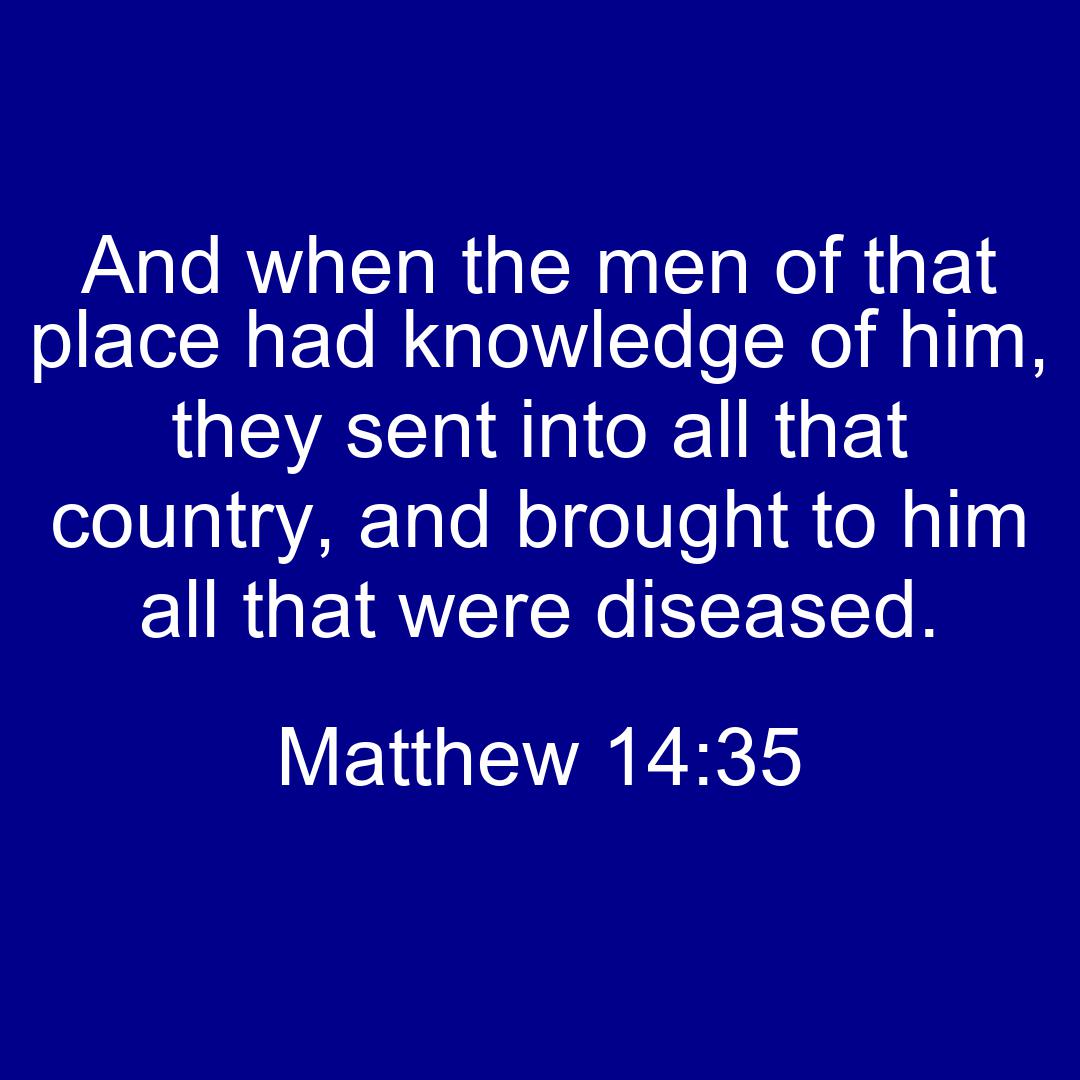 And when the men of that
place had knowledge of him,
they sent into all that
country, and brought to him
all that were diseased.
Matthew 14:35